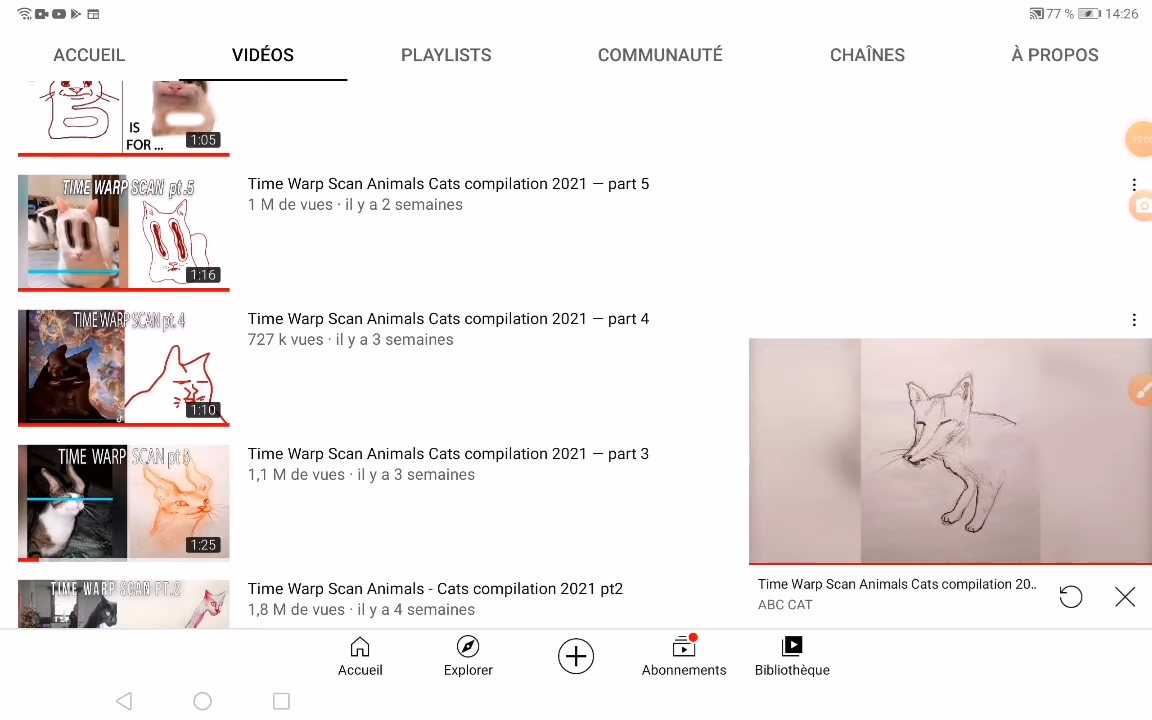 77 % 14:26
ACCUEIL VIDÉOS PLAYLISTS COMMUNAUTÉ CHAÎNES À PROPOS
IS
FOR ...
1:05
TIME WARP SCAN pt.5
1:16
Time Warp Scan Animals Cats compilation 2021 – part 5
1 M de vues · il y a 2 semaines
TIME WARP SCAN pt.4
1:10
Time Warp Scan Animals Cats compilation 2021 – part 4
727 k vues · il y a 3 semaines
TIME WARP SCAN pt 3
1:25
Time Warp Scan Animals Cats compilation 2021 – part 3
1,1 M de vues · il y a 3 semaines
TIME WARP SCAN PT.2
Time Warp Scan Animals - Cats compilation 2021 pt2
1,8 M de vues · il y a 4 semaines
Time Warp Scan Animals Cats compilation 20..
ABC CAT
Accueil Explorer Abonnements Bibliothèque